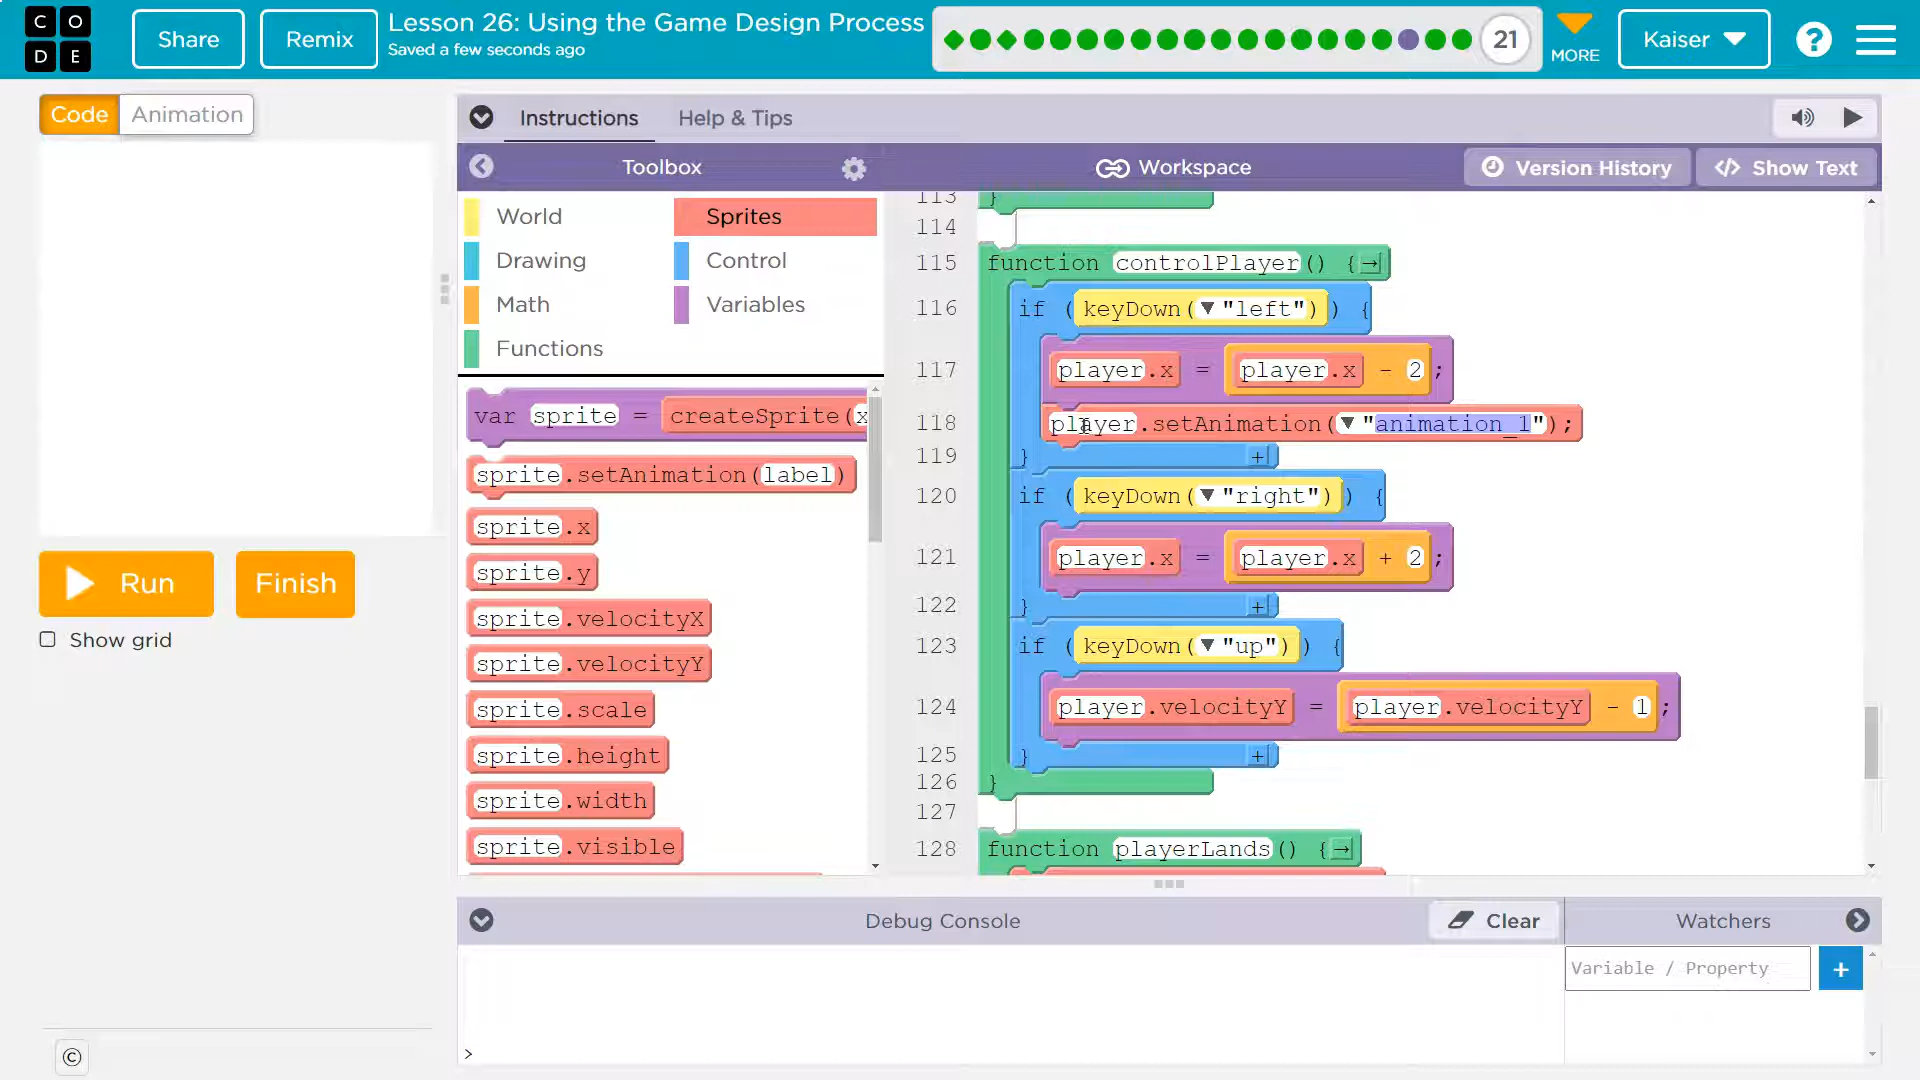 CODE
Share
Remix
Lesson 26: Using the Game Design Process
Saved a few seconds ago
21
MORE
Kaiser
?
Code
Animation
Instructions
Help & Tips
Toolbox
Workspace
Version History
</> Show Text
World
Sprites
Drawing
Control
Math
Variables
Functions
var sprite = createSprite(x
sprite.setAnimation(label)
sprite.x
sprite.y
sprite.velocityX
sprite.velocityY
sprite.scale
sprite.height
sprite.width
sprite.visible
113 }
114
115 function controlPlayer() {
116 if (keyDown(▼"left")) {
117 player.x = player.x - 2;
118 player.setAnimation(▼"animation_1");
119 } +
120 if (keyDown(▼"right")) {
121 player.x = player.x + 2;
122 } +
123 if (keyDown(▼"up")) {
124 player.velocityY = player.velocityY - 1;
125 } +
126 }
127
128 function playerLands() {
Run
Finish
Show grid
Debug Console
Clear
Watchers
Variable / Property
+
>
©